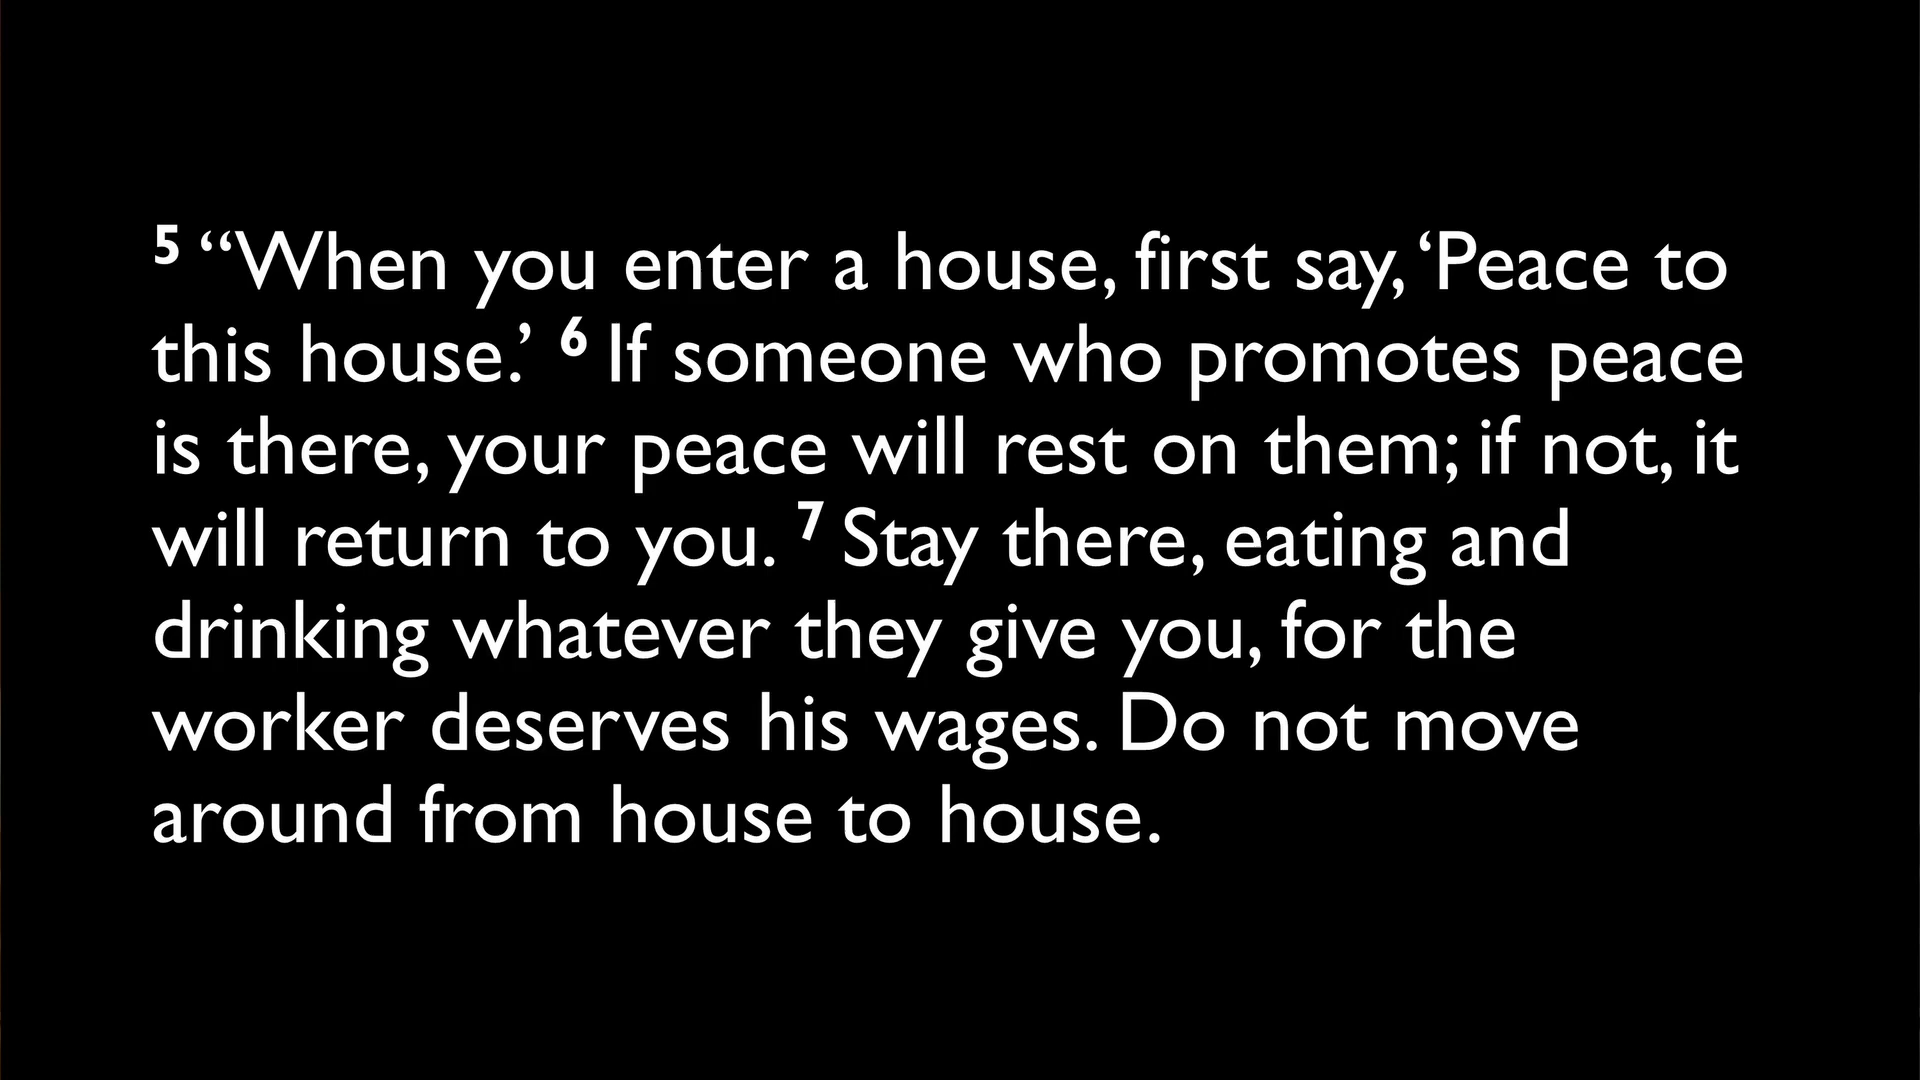 5 “When you enter a house, first say, ‘Peace to
this house.’ 6 If someone who promotes peace
is there, your peace will rest on them; if not, it
will return to you. 7 Stay there, eating and
drinking whatever they give you, for the
worker deserves his wages. Do not move
around from house to house.